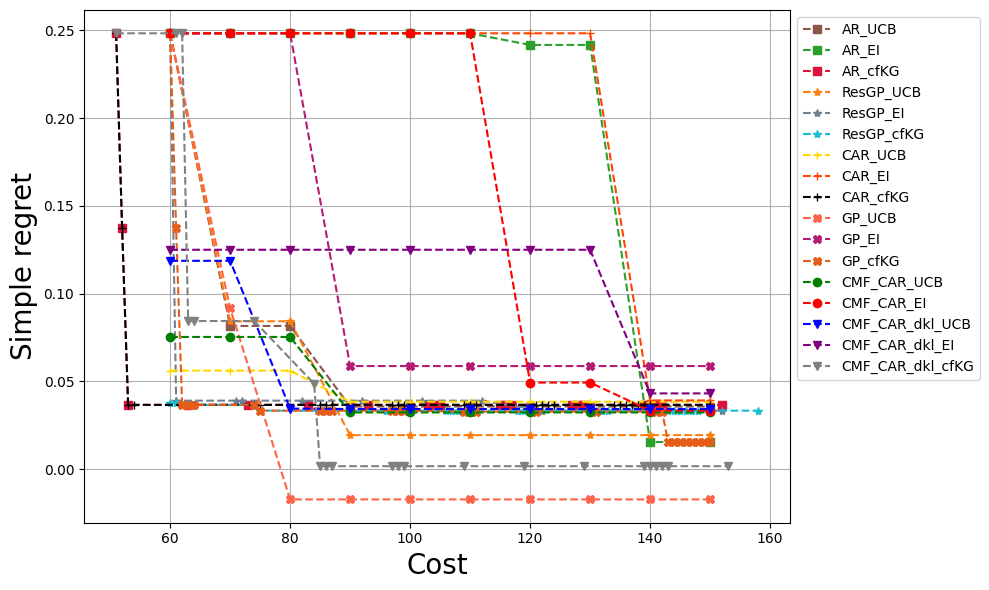 0.25
0.20
0.15
0.10
0.05
0.00
Simple regret
60 80 100 120 140 160
Cost
AR_UCB
AR_EI
AR_cfKG
ResGP_UCB
ResGP_EI
ResGP_cfKG
CAR_UCB
CAR_EI
CAR_cfKG
GP_UCB
GP_EI
GP_cfKG
CMF_CAR_UCB
CMF_CAR_EI
CMF_CAR_dkl_UCB
CMF_CAR_dkl_EI
CMF_CAR_dkl_cfKG